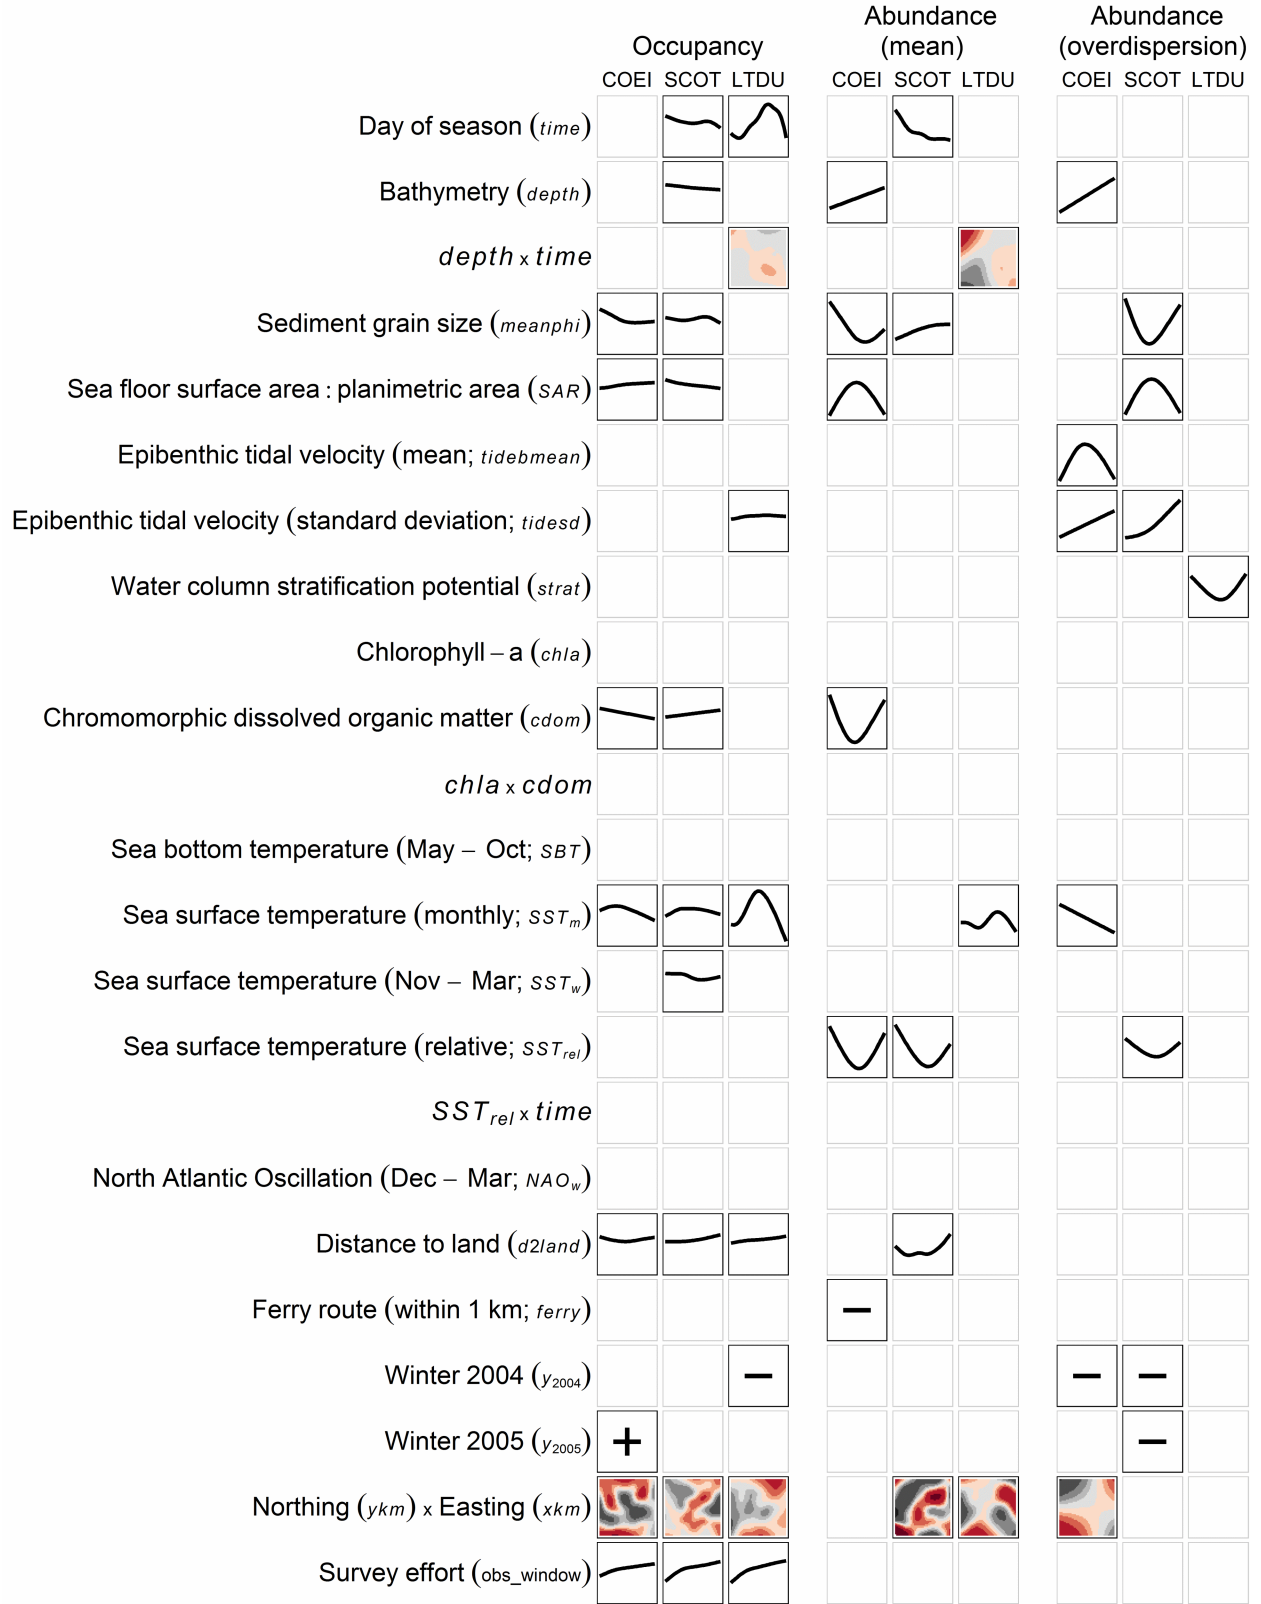 Occupancy
Abundance
(mean)
Abundance
(overdispersion)
COEI SCOT LTDU COEI SCOT LTDU COEI SCOT LTDU
Day of season (time)
Bathymetry (depth)
depth x time
Sediment grain size (meanphi)
Sea floor surface area : planimetric area (SAR)
Epibenthic tidal velocity (mean; tidebmean)
Epibenthic tidal velocity (standard deviation; tidesd)
Water column stratification potential (strat)
Chlorophyll – a (chla)
Chromomorphic dissolved organic matter (cdom)
chla x cdom
Sea bottom temperature (May – Oct; SBT)
Sea surface temperature (monthly; SSTm)
Sea surface temperature (Nov – Mar; SSTw)
Sea surface temperature (relative; SSTrel)
SSTrel x time
North Atlantic Oscillation (Dec – Mar; NAOw)
Distance to land (d2land)
Ferry route (within 1 km; ferry)
Winter 2004 (y2004)
Winter 2005 (y2005)
Northing (ykm) x Easting (xkm)
Survey effort (obs_window)